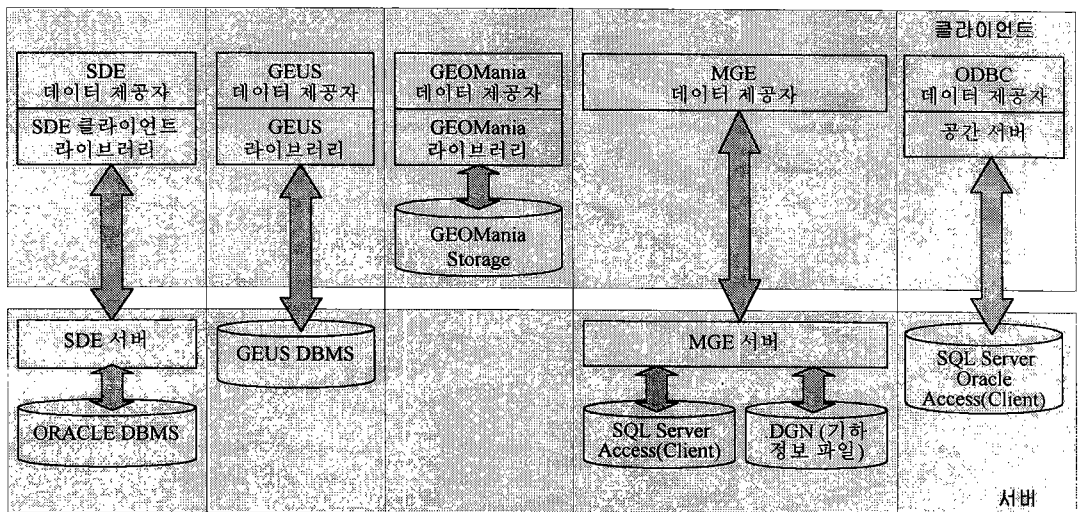 클라이언트
SDE
데이터 제공자
SDE 클라이언트
라이브러리
GEUS
데이터 제공자
GEUS
라이브러리
GEOMania
데이터 제공자
GEOMania
라이브러리
GEOMania
Storage
MGE
데이터 제공자
ODBC
데이터 제공자
공간 서버
SDE 서버
ORACLE DBMS
GEUS DBMS
MGE 서버
SQL Server
Access(Client)
DGN (기하
정보 파일)
SQL Server
Oracle
Access(Client)
서버